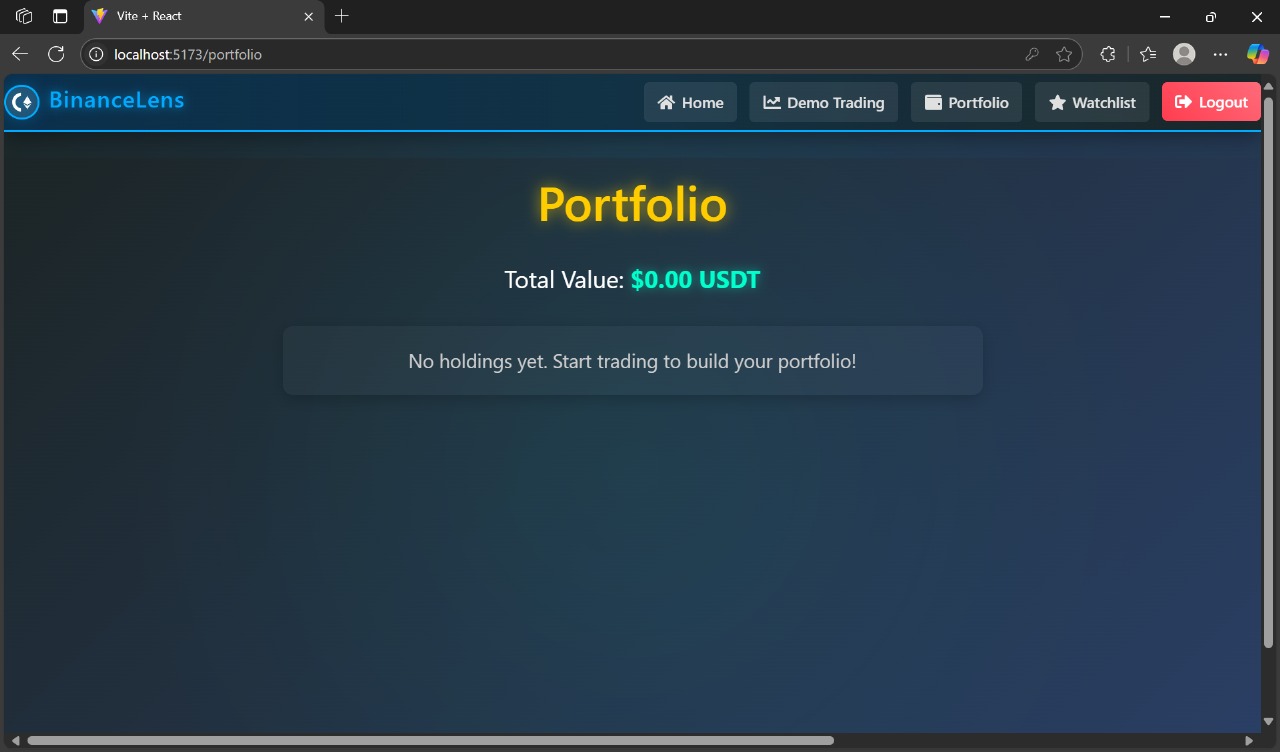 Vite + React
localhost:5173/portfolio
BinanceLens
Home
Demo Trading
Portfolio
Watchlist
Logout
Portfolio
Total Value: $0.00 USDT
No holdings yet. Start trading to build your portfolio!